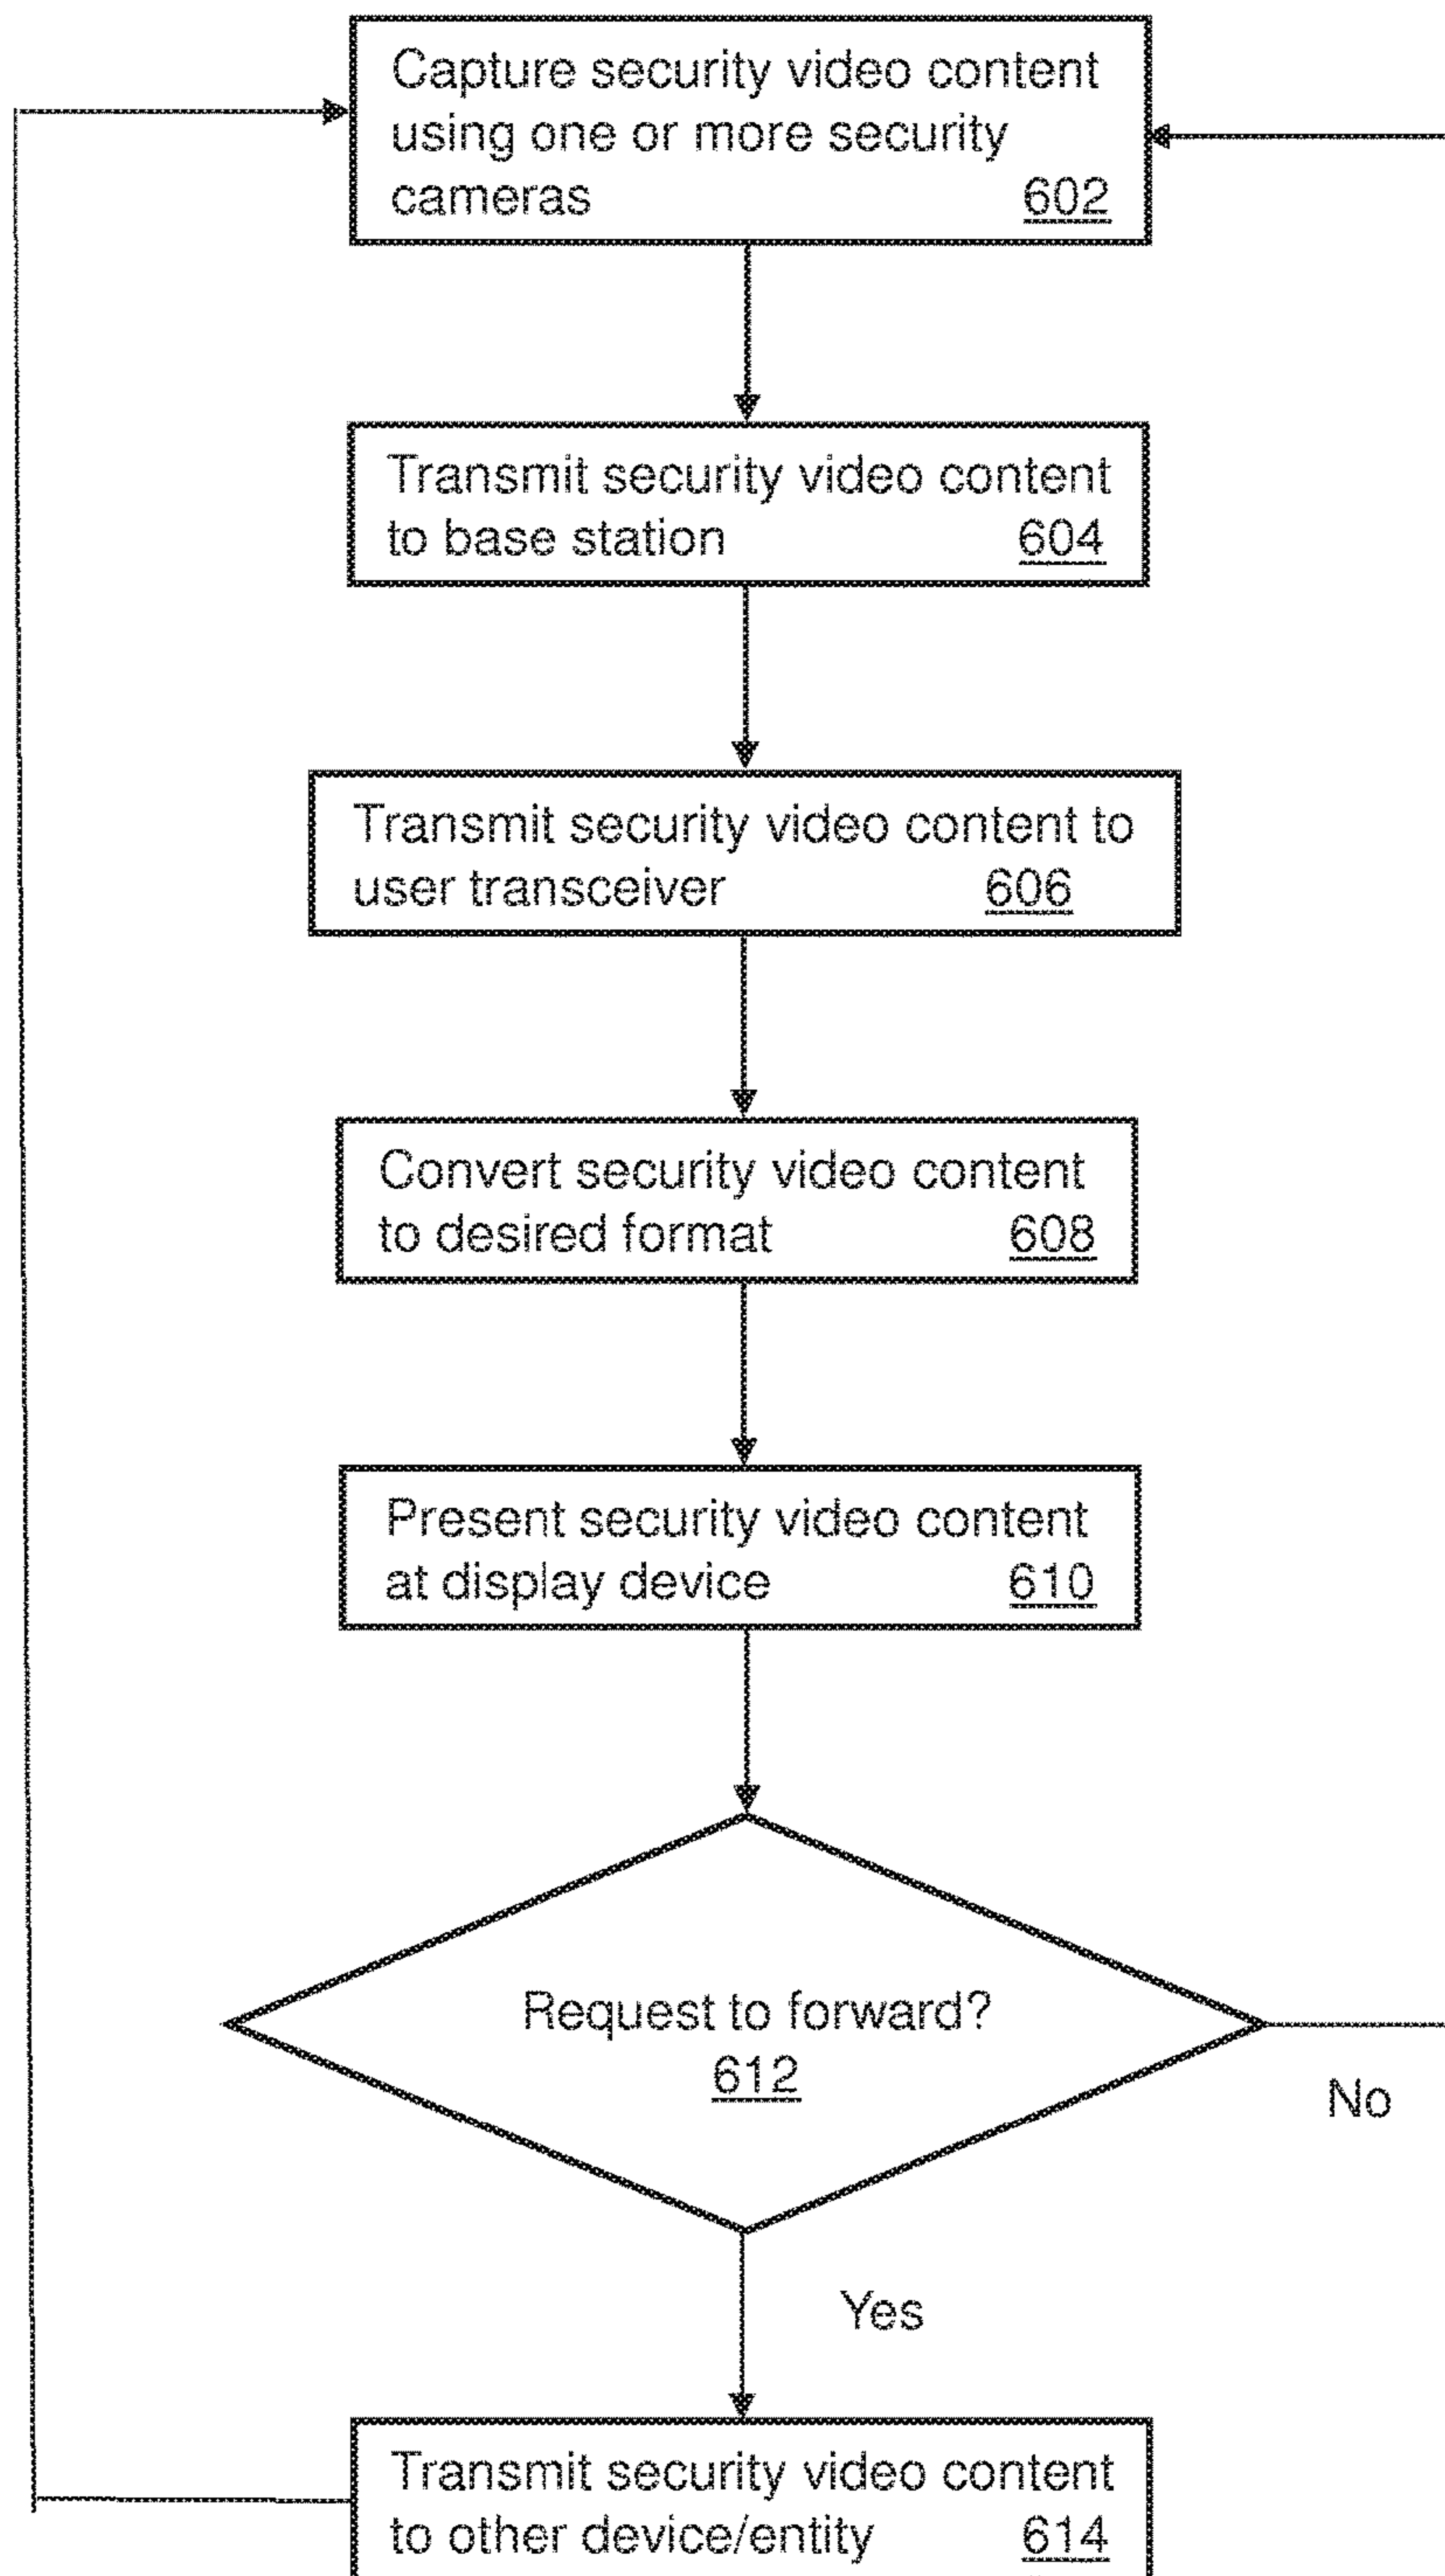 Capture security video content
using one or more security
cameras 602
Transmit security video content
to base station 604
Transmit security video content to
user transceiver 606
Convert security video content
to desired format 608
Present security video content
at display device 610
Request to forward?
612
No
Yes
Transmit security video content
to other device/entity 614